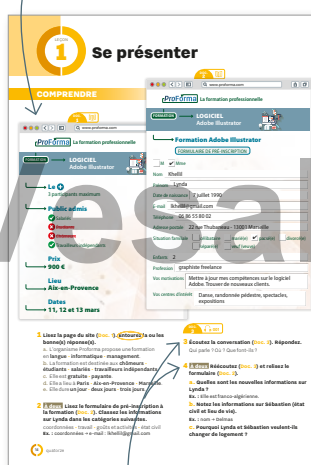 LEÇON
1
Se présenter
COMPRENDRE
www.proforma.com
eProForma La formation professionnelle
FORMATION LOGICIEL
Adobe Illustrator
Le +
3 participants maximum
Public admis
Salariés
Étudiants
Chômeurs
Travailleurs indépendants
Prix
900 €
Lieu
Aix-en-Provence
Dates
11, 12 et 13 mars
www.proforma.com
eProForma La formation professionnelle
FORMATION LOGICIEL
Adobe Illustrator
Formation Adobe Illustrator
FORMULAIRE DE PRÉ-INSCRIPTION
M Mme
Nom Khellil
Prénom Lynda
Date de naissance 7 juillet 1990
E-mail lkhellil@gmail.com
Téléphone 06 86 55 80 02
Adresse postale 22 rue Thubaneau - 13001 Marseille
Situation familiale célibataire marié(e) pacsé(e) divorcé(e)
séparé(e) veuf (veuve)
Enfants 2
Profession graphiste freelance
Vos motivations Mettre à jour mes compétences sur le logiciel
Adobe. Trouver de nouveaux clients.
Vos centres d'intérêt Danse, randonnée pédestre, spectacles,
expositions
1 Lisez la page du site (Doc. 1). Entourez la ou les
bonne(s) réponse(s).
a. L'organisme Proforma propose une formation
en langue · informatique · management.
b. La formation est destinée aux chômeurs ·
étudiants · salariés · travailleurs indépendants.
c. Elle est gratuite · payante.
d. Elle a lieu à Paris · Aix-en-Provence · Marseille.
e. Elle dure un jour · deux jours · trois jours.
2 À deux Lisez le formulaire de pré-inscription à
la formation (Doc. 2). Classez les informations
sur Lynda dans les catégories suivantes.
coordonnées · travail · goûts et activités · état civil
Ex. : coordonnées → e-mail : lkhellil@gmail.com
3 Écoutez la conversation (Doc. 3). Répondez.
Qui parle ? Où ? Que font-ils ?
4 À deux Réécoutez (Doc. 3) et relisez le
formulaire (Doc. 2).
a. Quelles sont les nouvelles informations sur
Lynda ?
Ex. : Elle est franco-algérienne.
b. Notez les informations sur Sébastien (état
civil et lieu de vie).
Ex. : nom → Delmas
c. Pourquoi Lynda et Sébastien veulent-ils
changer de logement ?